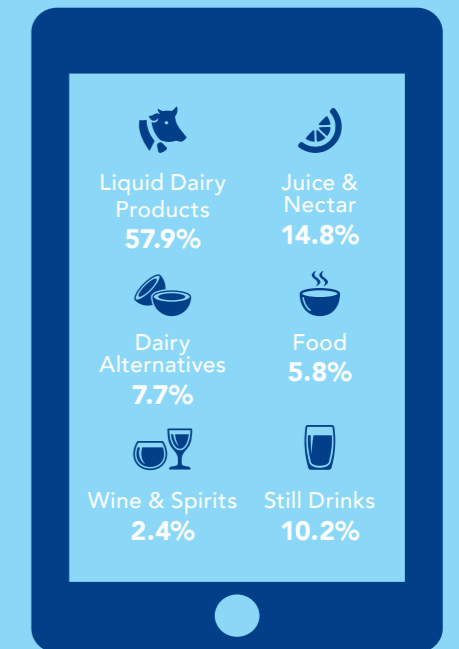 Liquid Dairy
Products
57.9%
Juice &
Nectar
14.8%
Dairy
Alternatives
7.7%
Food
5.8%
Wine & Spirits
2.4%
Still Drinks
10.2%